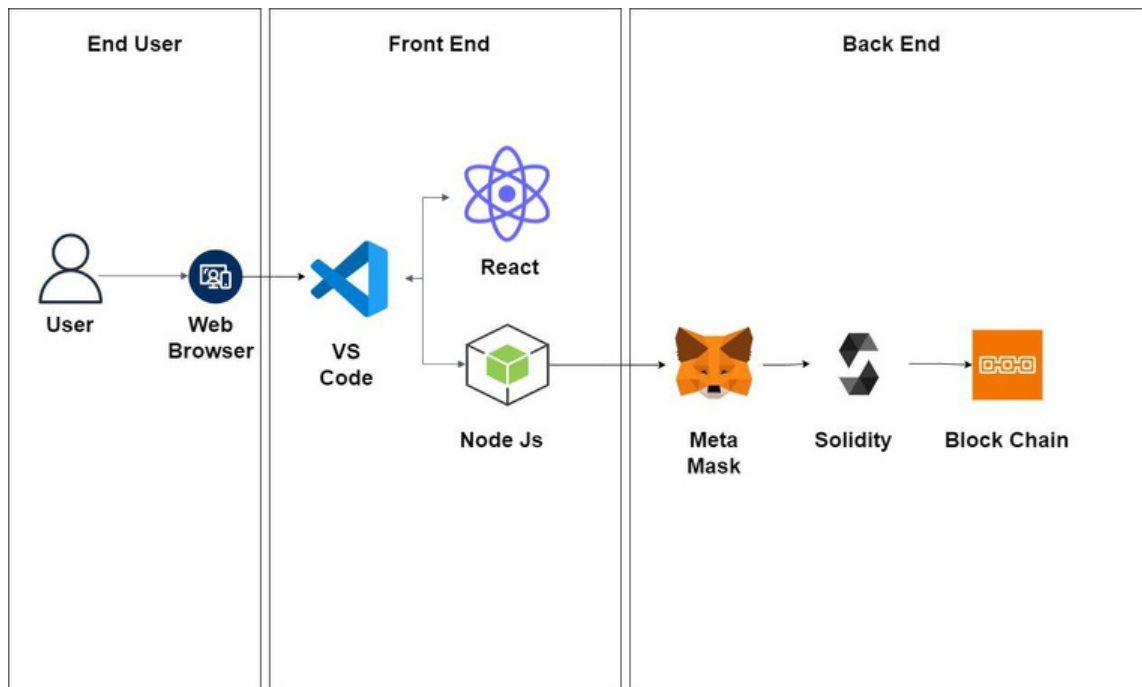 End User
Front End
Back End
React
User
Web
Browser
VS
Code
Node Js
Meta
Mask
Solidity
Block Chain